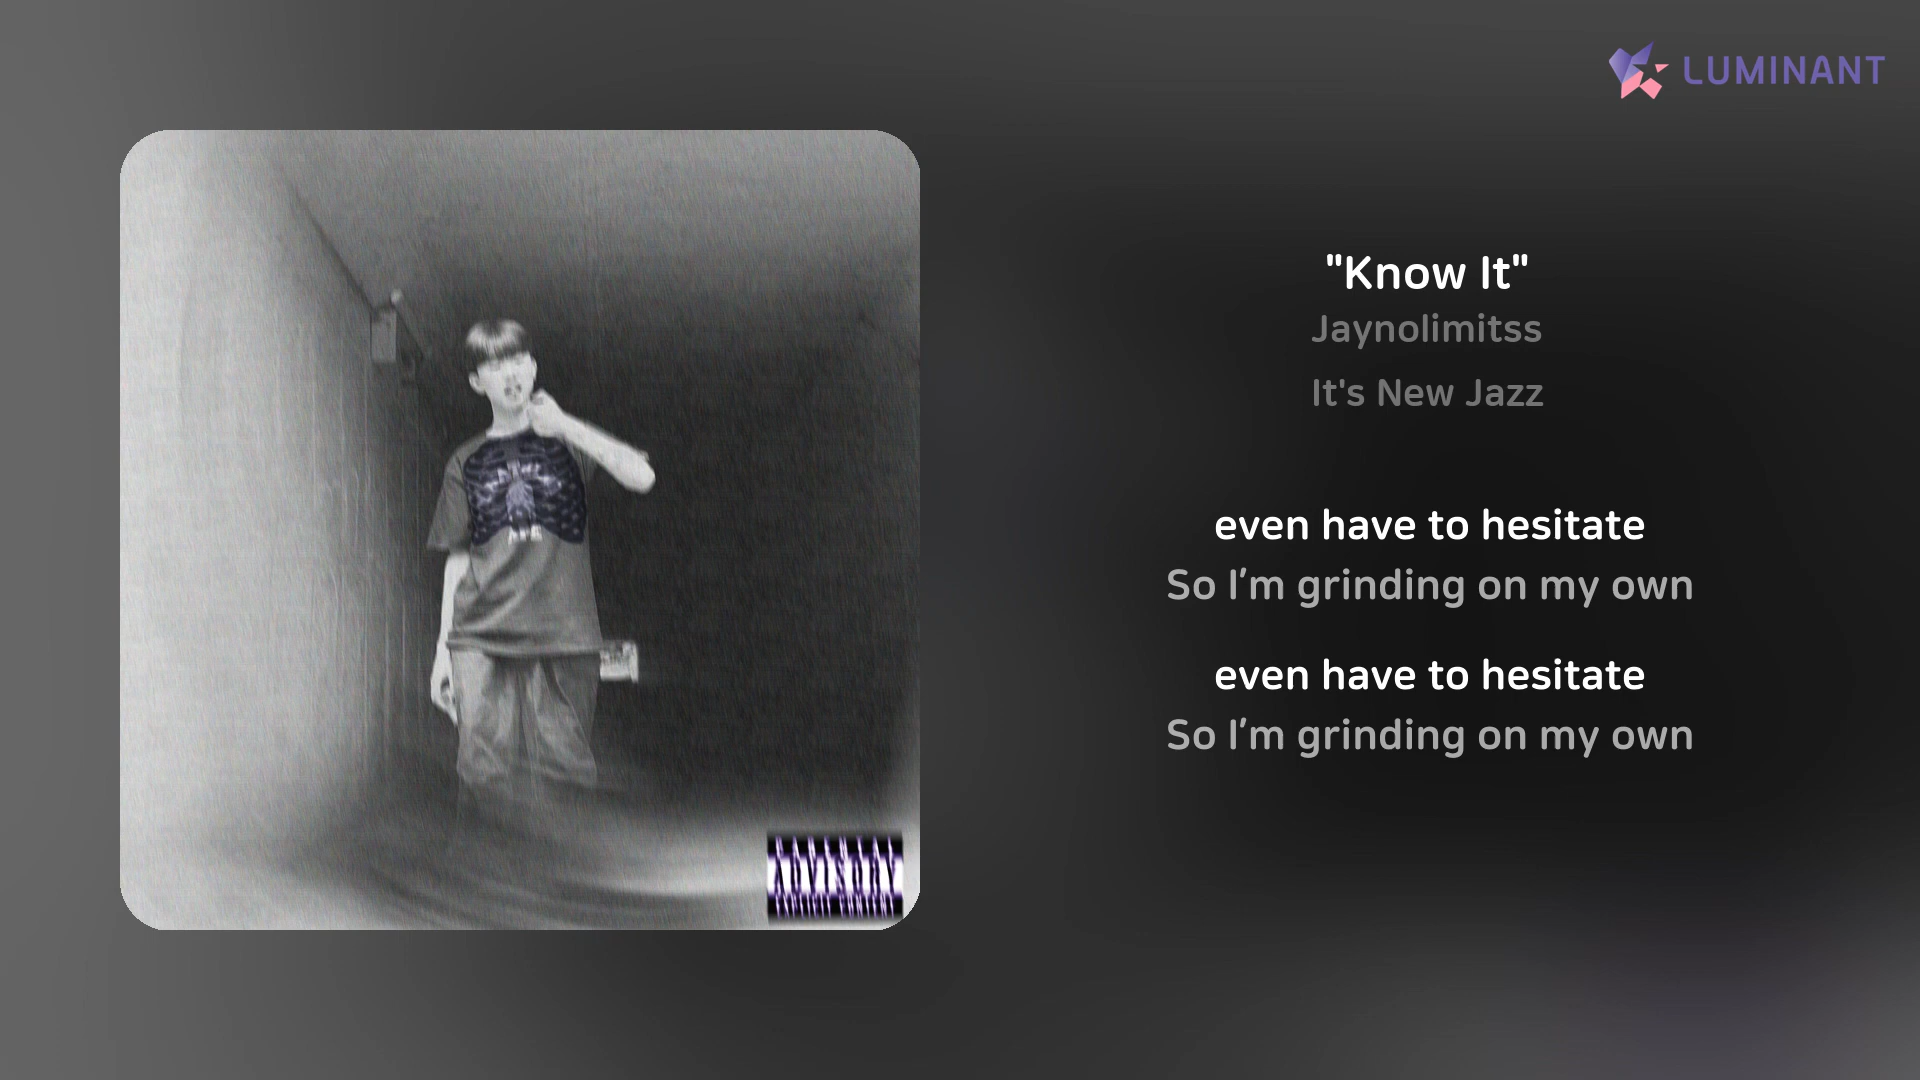 LUMINANT
"Know It"
Jaynolimitss
It's New Jazz
even have to hesitate
So I'm grinding on my own
even have to hesitate
So I'm grinding on my own
ADVISORY